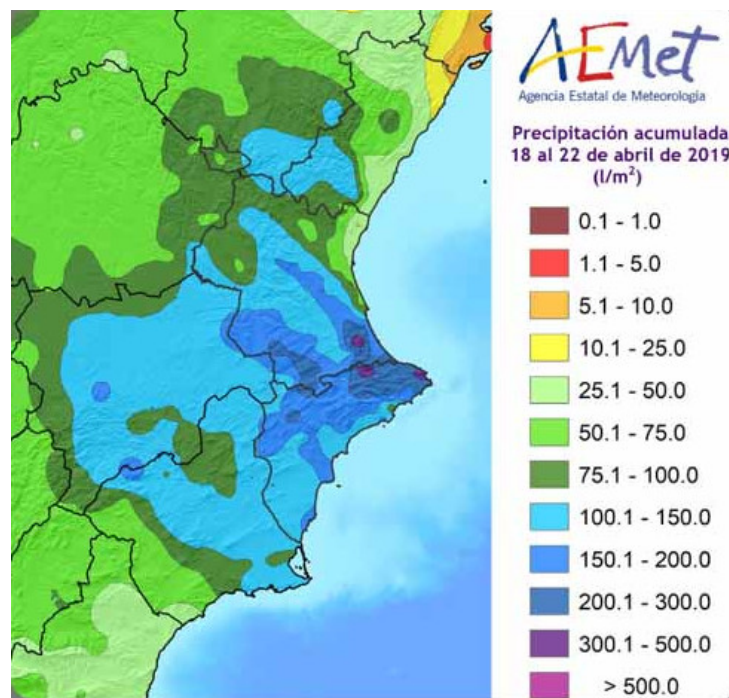 AEMet
Agencia Estatal de Meteorología
Precipitación acumulada
18 al 22 de abril de 2019
(l/m²)
0.1 - 1.0
1.1 - 5.0
5.1 - 10.0
10.1 - 25.0
25.1 - 50.0
50.1 - 75.0
75.1 - 100.0
100.1 - 150.0
150.1 - 200.0
200.1 - 300.0
300.1 - 500.0
> 500.0